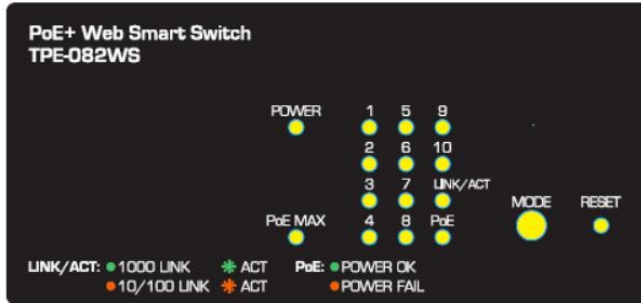 PoE+ Web Smart Switch
TPE-082WS
POWER 1 5 9
2 6 10
3 7 LINK/ACT
MODE RESET
PoE MAX 4 8 PoE
LINK/ACT: 1000 LINK ACT PoE: POWER OK
10/100 LINK ACT POWER FAIL